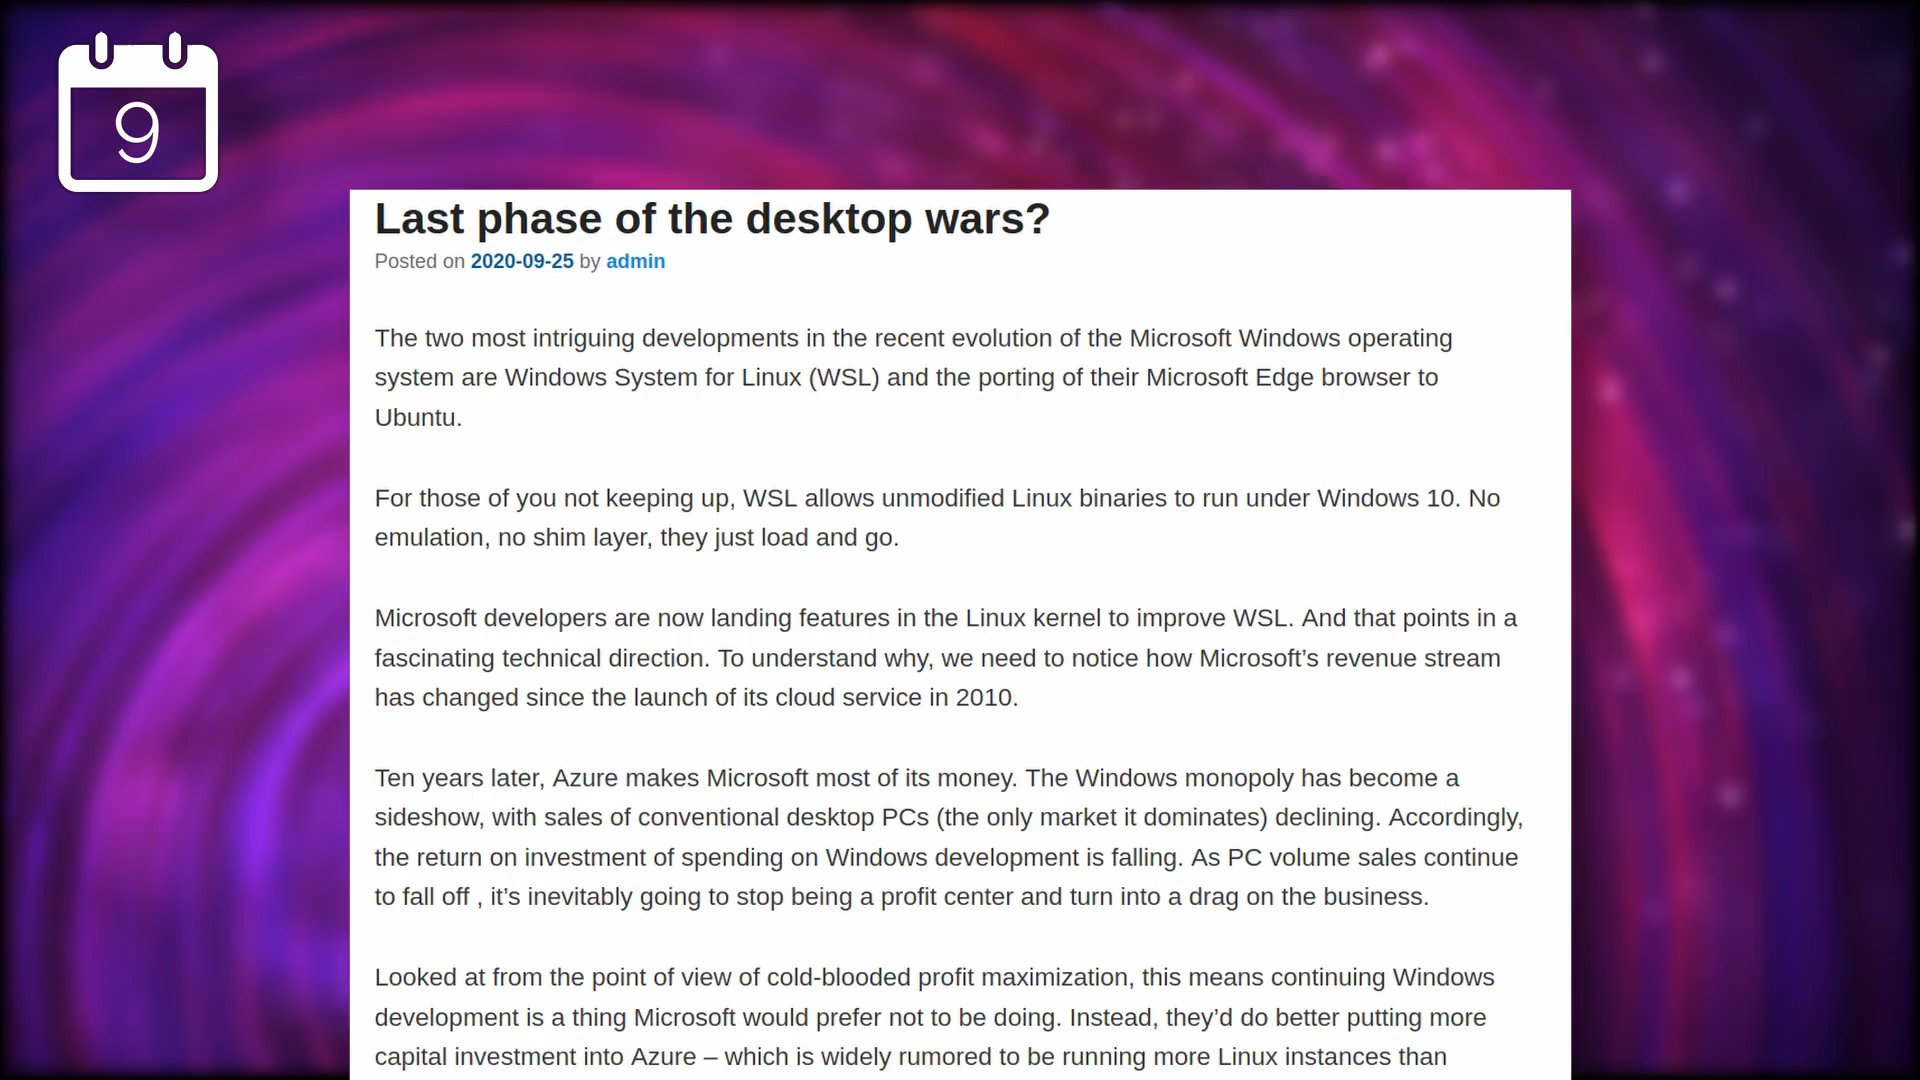 9
Last phase of the desktop wars?
Posted on 2020-09-25 by admin
The two most intriguing developments in the recent evolution of the Microsoft Windows operating
system are Windows System for Linux (WSL) and the porting of their Microsoft Edge browser to
Ubuntu.
For those of you not keeping up, WSL allows unmodified Linux binaries to run under Windows 10. No
emulation, no shim layer, they just load and go.
Microsoft developers are now landing features in the Linux kernel to improve WSL. And that points in a
fascinating technical direction. To understand why, we need to notice how Microsoft’s revenue stream
has changed since the launch of its cloud service in 2010.
Ten years later, Azure makes Microsoft most of its money. The Windows monopoly has become a
sideshow, with sales of conventional desktop PCs (the only market it dominates) declining. Accordingly,
the return on investment of spending on Windows development is falling. As PC volume sales continue
to fall off , it’s inevitably going to stop being a profit center and turn into a drag on the business.
Looked at from the point of view of cold-blooded profit maximization, this means continuing Windows
development is a thing Microsoft would prefer not to be doing. Instead, they’d do better putting more
capital investment into Azure – which is widely rumored to be running more Linux instances than